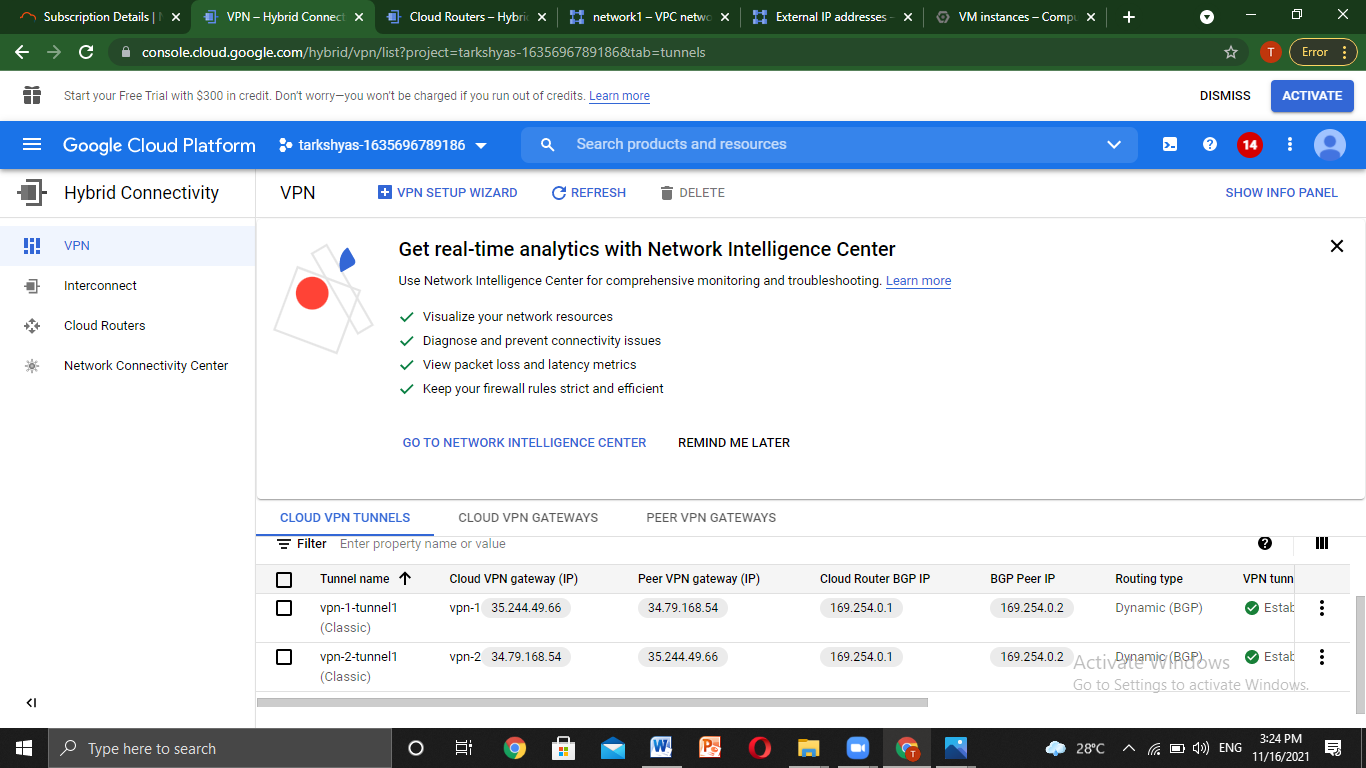 Subscription Details |
VPN – Hybrid Connect
Cloud Routers – Hybri
network1 – VPC netwo
External IP addresses –
VM instances – Compu
console.cloud.google.com/hybrid/vpn/list?project=tarkshyas-1635696789186&tab=tunnels
T
Error
Start your Free Trial with $300 in credit. Don't worry—you won't be charged if you run out of credits. Learn more
DISMISS
ACTIVATE
Google Cloud Platform
tarkshyas-1635696789186
Search products and resources
14
Hybrid Connectivity
VPN
VPN SETUP WIZARD
REFRESH
DELETE
SHOW INFO PANEL
VPN
Interconnect
Cloud Routers
Network Connectivity Center
Get real-time analytics with Network Intelligence Center
Use Network Intelligence Center for comprehensive monitoring and troubleshooting. Learn more
Visualize your network resources
Diagnose and prevent connectivity issues
View packet loss and latency metrics
Keep your firewall rules strict and efficient
GO TO NETWORK INTELLIGENCE CENTER
REMIND ME LATER
CLOUD VPN TUNNELS
CLOUD VPN GATEWAYS
PEER VPN GATEWAYS
Filter Enter property name or value
Tunnel name Cloud VPN gateway (IP) Peer VPN gateway (IP) Cloud Router BGP IP BGP Peer IP Routing type VPN tunn
vpn-1-tunnel1 vpn-1 35.244.49.66 34.79.168.54 169.254.0.1 169.254.0.2 Dynamic (BGP) Estab
(Classic)
vpn-2-tunnel1 vpn-2 34.79.168.54 35.244.49.66 169.254.0.1 169.254.0.2 Dynamic (BGP) Estab
(Classic)
Activate Windows
Go to Settings to activate Windows.
Type here to search
28°C
ENG
3:24 PM
11/16/2021